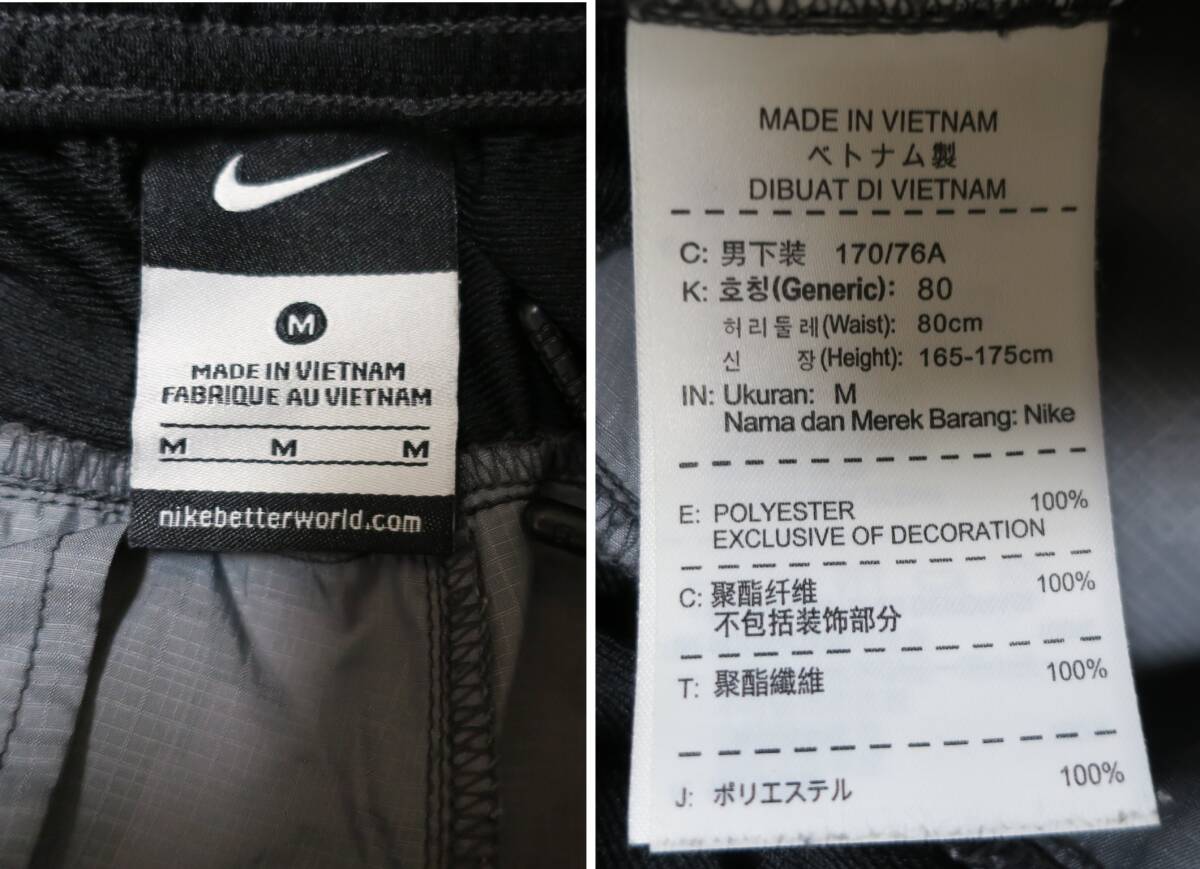 M
MADE IN VIETNAM
FABRIQUE AU VIETNAM
M M M
nikebetterworld.com
MADE IN VIETNAM
ベトナム製
DIBUAT DI VIETNAM
C: 男下装 170/76A
K: 호칭(Generic): 80
허리둘레(Waist): 80cm
신 장(Height): 165-175cm
IN: Ukuran: M
Nama dan Merek Barang: Nike
E: POLYESTER 100%
EXCLUSIVE OF DECORATION
C: 聚酯纤维 100%
不包括装饰部分
T: 聚酯纖維 100%
J: ポリエステル 100%